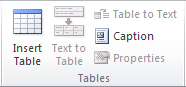 Insert
Table
Text to
Table
Table to Text
Caption
Properties
Tables